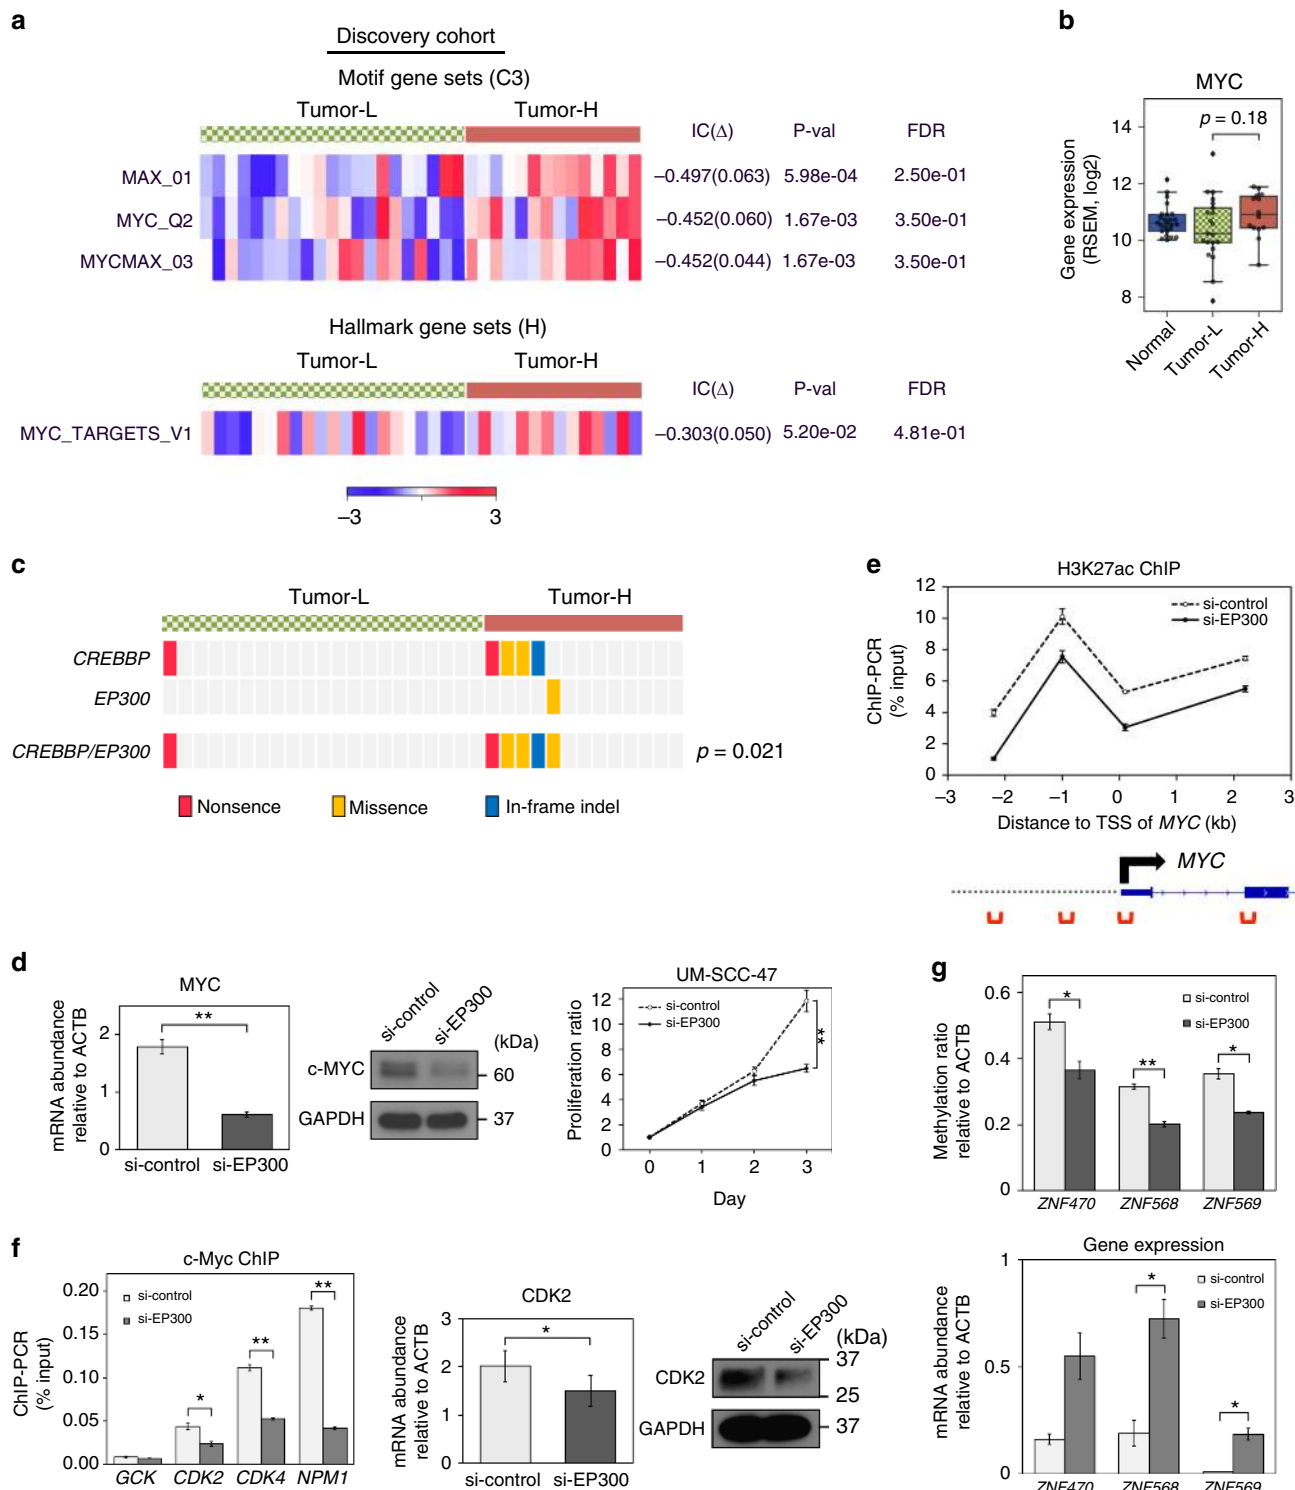 a
Discovery cohort
Motif gene sets (C3)
Tumor-L Tumor-H
IC(Δ) P-val FDR
MAX_01 −0.497(0.063) 5.98e-04 2.50e-01
MYC_Q2 −0.452(0.060) 1.67e-03 3.50e-01
MYCMAX_03 −0.452(0.044) 1.67e-03 3.50e-01
Hallmark gene sets (H)
Tumor-L Tumor-H
IC(Δ) P-val FDR
MYC_TARGETS_V1 −0.303(0.050) 5.20e-02 4.81e-01
−3 3
b
MYC
p = 0.18
Gene expression
(RSEM, log2)
14
12
10
8
Normal
Tumor-L
Tumor-H
c
Tumor-L Tumor-H
CREBBP
EP300
CREBBP/EP300 p = 0.021
Nonsence Missence In-frame indel
e
H3K27ac ChIP
ChIP-PCR
(% input)
12
10
8
6
4
2
0
si-control
si-EP300
−3 −2 −1 0 1 2 3
Distance to TSS of MYC (kb)
MYC
d
MYC
mRNA abundance
relative to ACTB
2
1
0
**
si-control si-EP300
si-control
si-EP300
(kDa)
c-MYC 60
GAPDH 37
UM-SCC-47
Proliferation ratio
12
10
8
6
4
2
0
si-control
si-EP300
**
0 1 2 3
Day
g
Methylation ratio
relative to ACTB
0.6
0.4
0.2
0
si-control
si-EP300
* ** *
ZNF470 ZNF568 ZNF569
Gene expression
mRNA abundance
relative to ACTB
1
0.5
0
si-control
si-EP300
* *
ZNF470 ZNF568 ZNF569
f
c-Myc ChIP
ChIP-PCR
(% input)
0.20
0.15
0.10
0.05
0.00
si-control
si-EP300
* ** **
GCK CDK2 CDK4 NPM1
CDK2
mRNA abundance
relative to ACTB
3
2
1
0
*
si-control si-EP300
si-control
si-EP300
(kDa)
37
CDK2
25
GAPDH 37